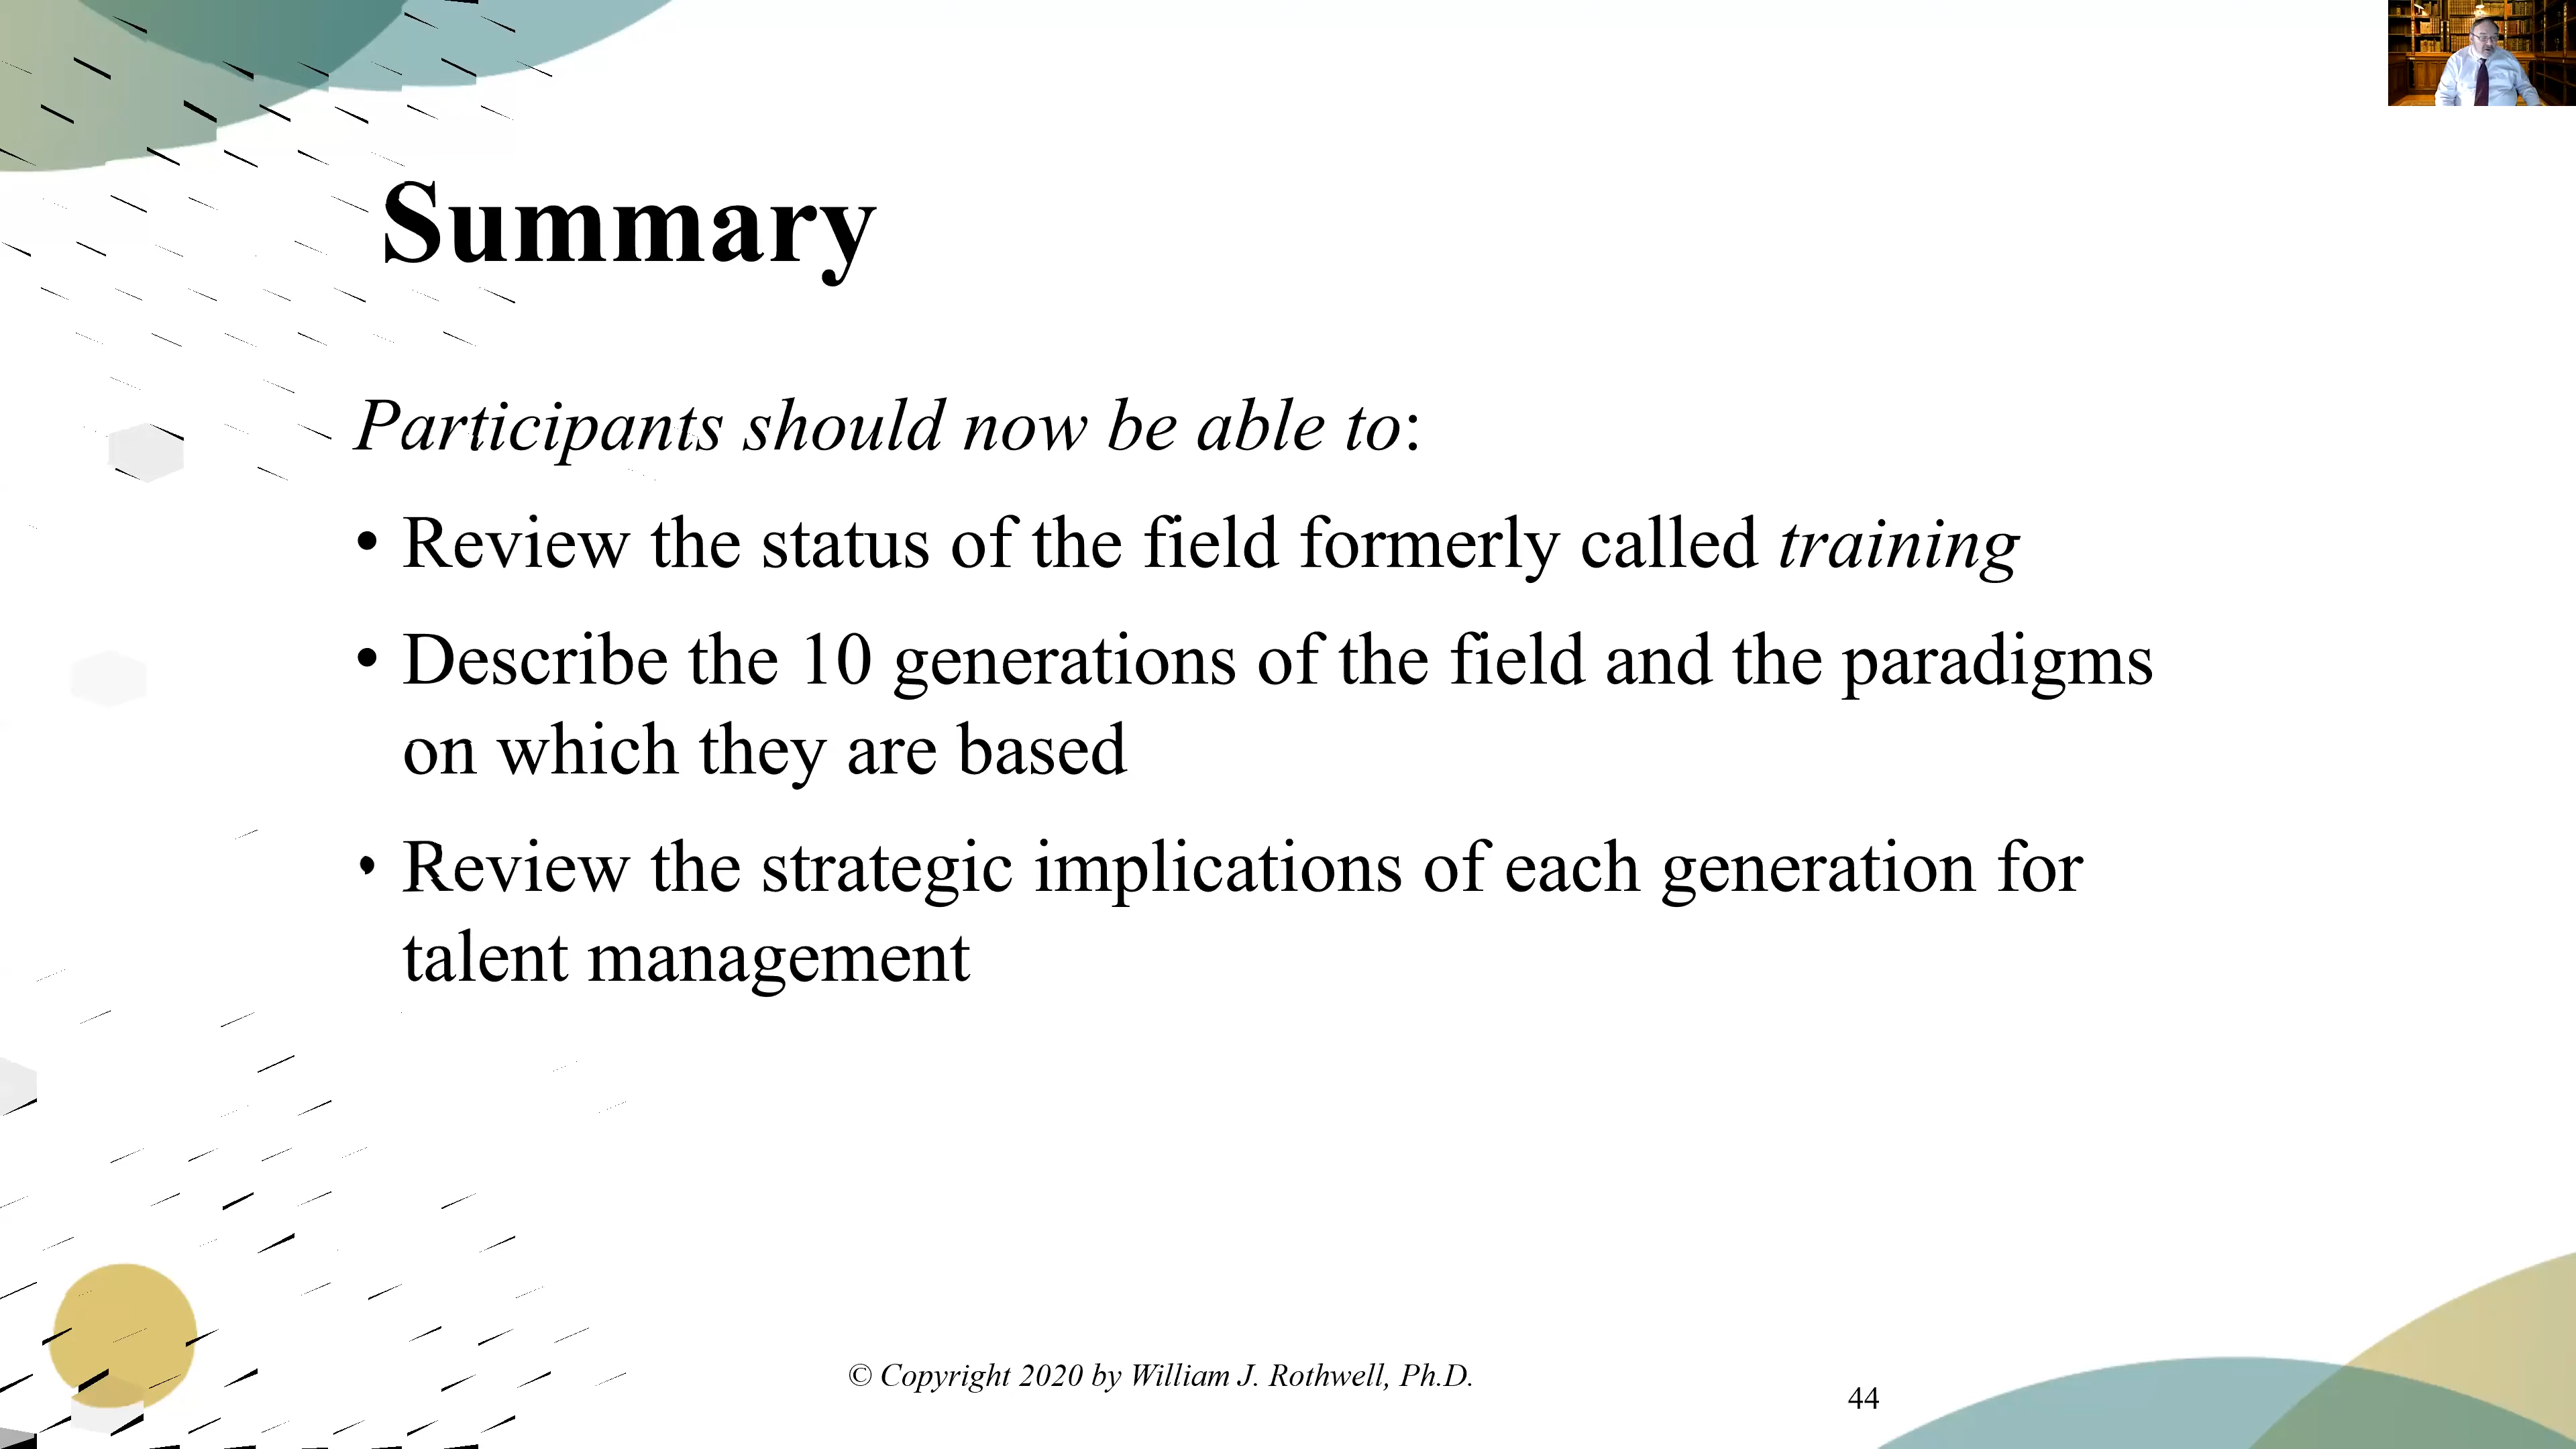 Summary
Participants should now be able to:
• Review the status of the field formerly called training
• Describe the 10 generations of the field and the paradigms
on which they are based
• Review the strategic implications of each generation for
talent management
© Copyright 2020 by William J. Rothwell, Ph.D.
44